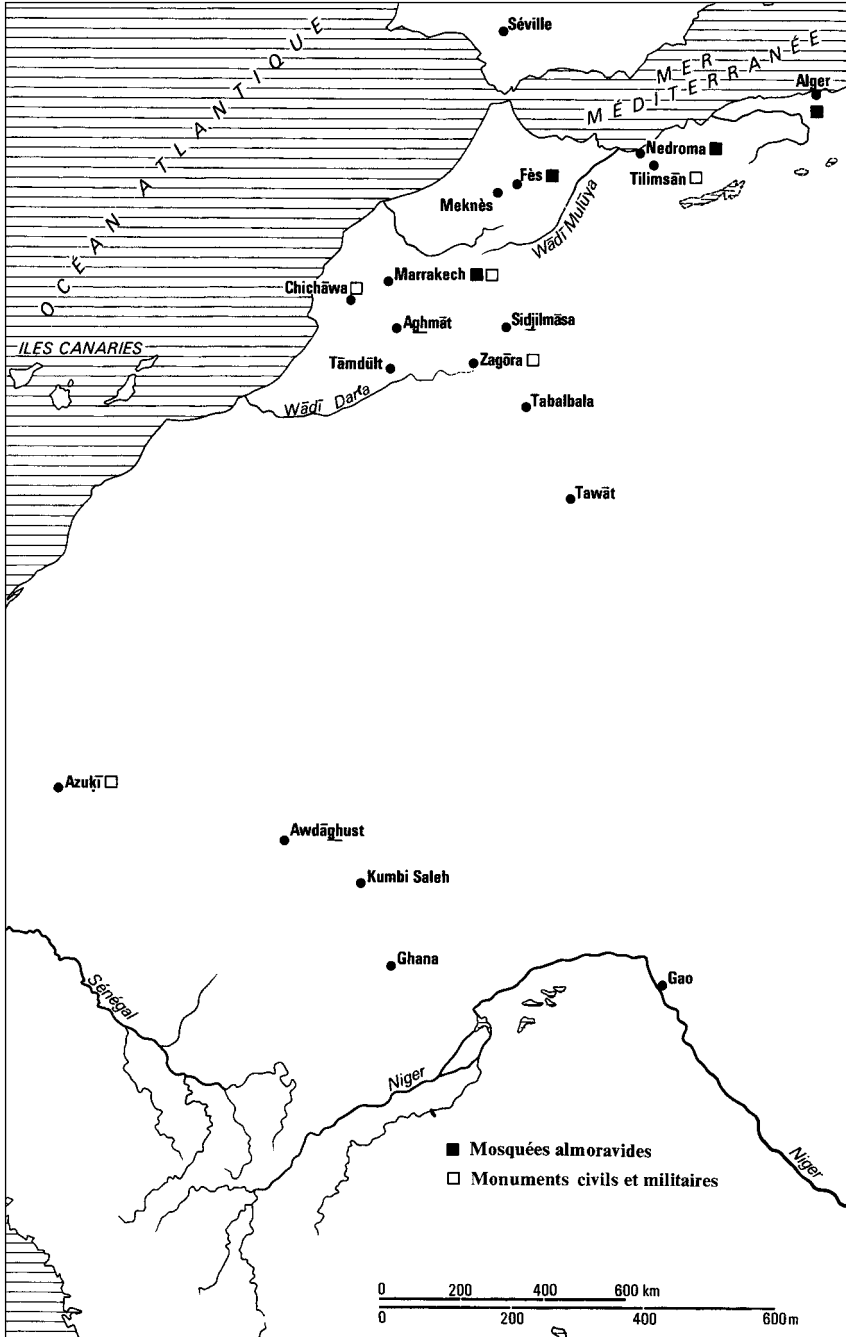 Séville
OCÉAN ATLANTIQUE
MER
MÉDITERRANÉE
Alger
Nedroma
Tilimsān
Fès
Meknès
Wādī Mulūya
Marrakech
Chichāwa
Aghmāt
Sidjilmāsa
ILES CANARIES
Tāmdūlt
Zagōra
Wādī Darʿa
Tabalbala
Tawāt
Azuḳī
Awdāghust
Kumbi Saleh
Ghana
Gao
Sénégal
Niger
Niger
Mosquées almoravides
Monuments civils et militaires
0 200 400 600 km
0 200 400 600 m